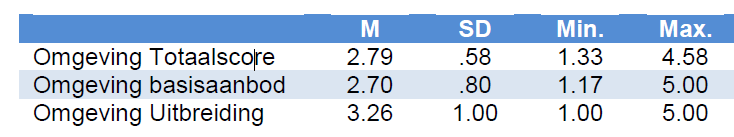 M SD Min. Max.
Omgeving Totaalscore 2.79 .58 1.33 4.58
Omgeving basisaanbod 2.70 .80 1.17 5.00
Omgeving Uitbreiding 3.26 1.00 1.00 5.00